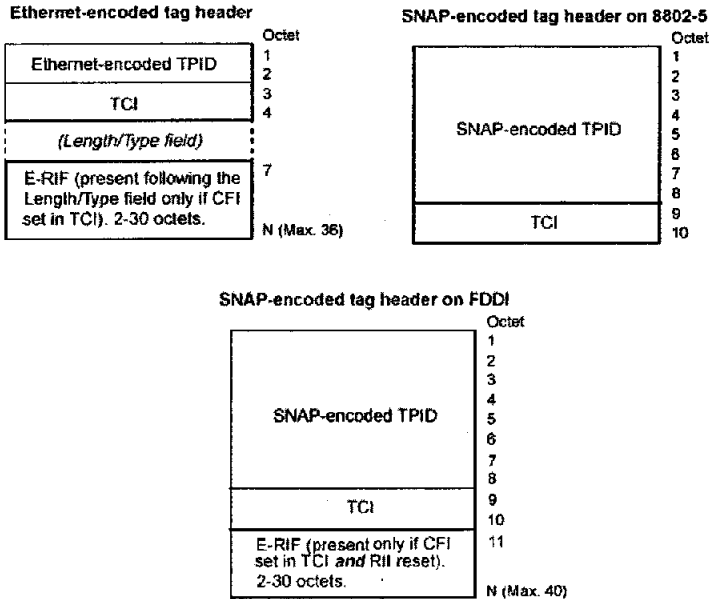 Ethernet-encoded tag header
Octet
Ethernet-encoded TPID
1
2
TCI
3
4
(Length/Type field)
E-RIF (present following the
Length/Type field only if CFI
set in TCI). 2-30 octets.
7
N (Max. 36)
SNAP-encoded tag header on 8802-5
Octet
SNAP-encoded TPID
1
2
3
4
5
6
7
8
TCI
9
10
SNAP-encoded tag header on FDDI
Octet
SNAP-encoded TPID
1
2
3
4
5
6
7
8
TCI
9
10
E-RIF (present only if CFI
set in TCI and RII reset).
2-30 octets.
11
N (Max. 40)